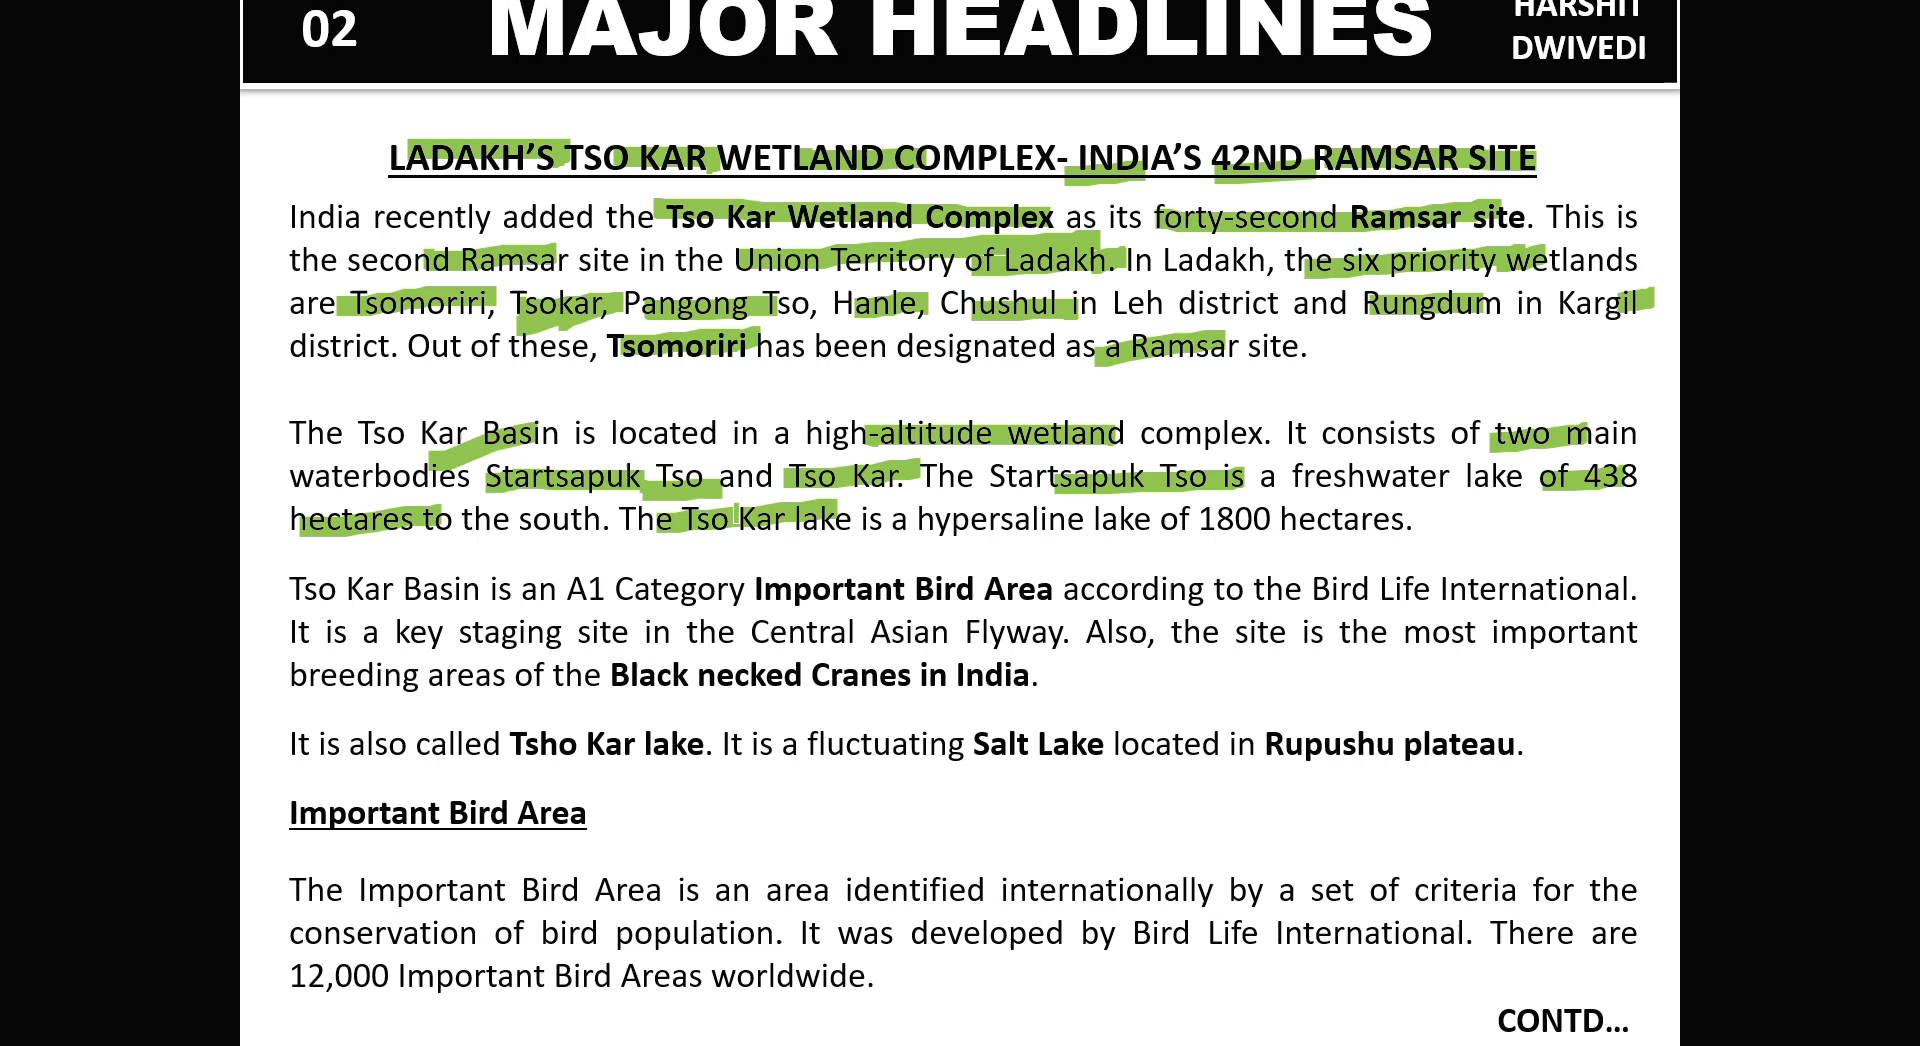 02
MAJOR HEADLINES
HARSHIT
DWIVEDI
LADAKH'S TSO KAR WETLAND COMPLEX- INDIA'S 42ND RAMSAR SITE
India recently added the Tso Kar Wetland Complex as its forty-second Ramsar site. This is
the second Ramsar site in the Union Territory of Ladakh. In Ladakh, the six priority wetlands
are Tsomoriri, Tsokar, Pangong Tso, Hanle, Chushul in Leh district and Rungdum in Kargil
district. Out of these, Tsomoriri has been designated as a Ramsar site.
The Tso Kar Basin is located in a high-altitude wetland complex. It consists of two main
waterbodies Startsapuk Tso and Tso Kar. The Startsapuk Tso is a freshwater lake of 438
hectares to the south. The Tso Kar lake is a hypersaline lake of 1800 hectares.
Tso Kar Basin is an A1 Category Important Bird Area according to the Bird Life International.
It is a key staging site in the Central Asian Flyway. Also, the site is the most important
breeding areas of the Black necked Cranes in India.
It is also called Tsho Kar lake. It is a fluctuating Salt Lake located in Rupushu plateau.
Important Bird Area
The Important Bird Area is an area identified internationally by a set of criteria for the
conservation of bird population. It was developed by Bird Life International. There are
12,000 Important Bird Areas worldwide.
CONTD...